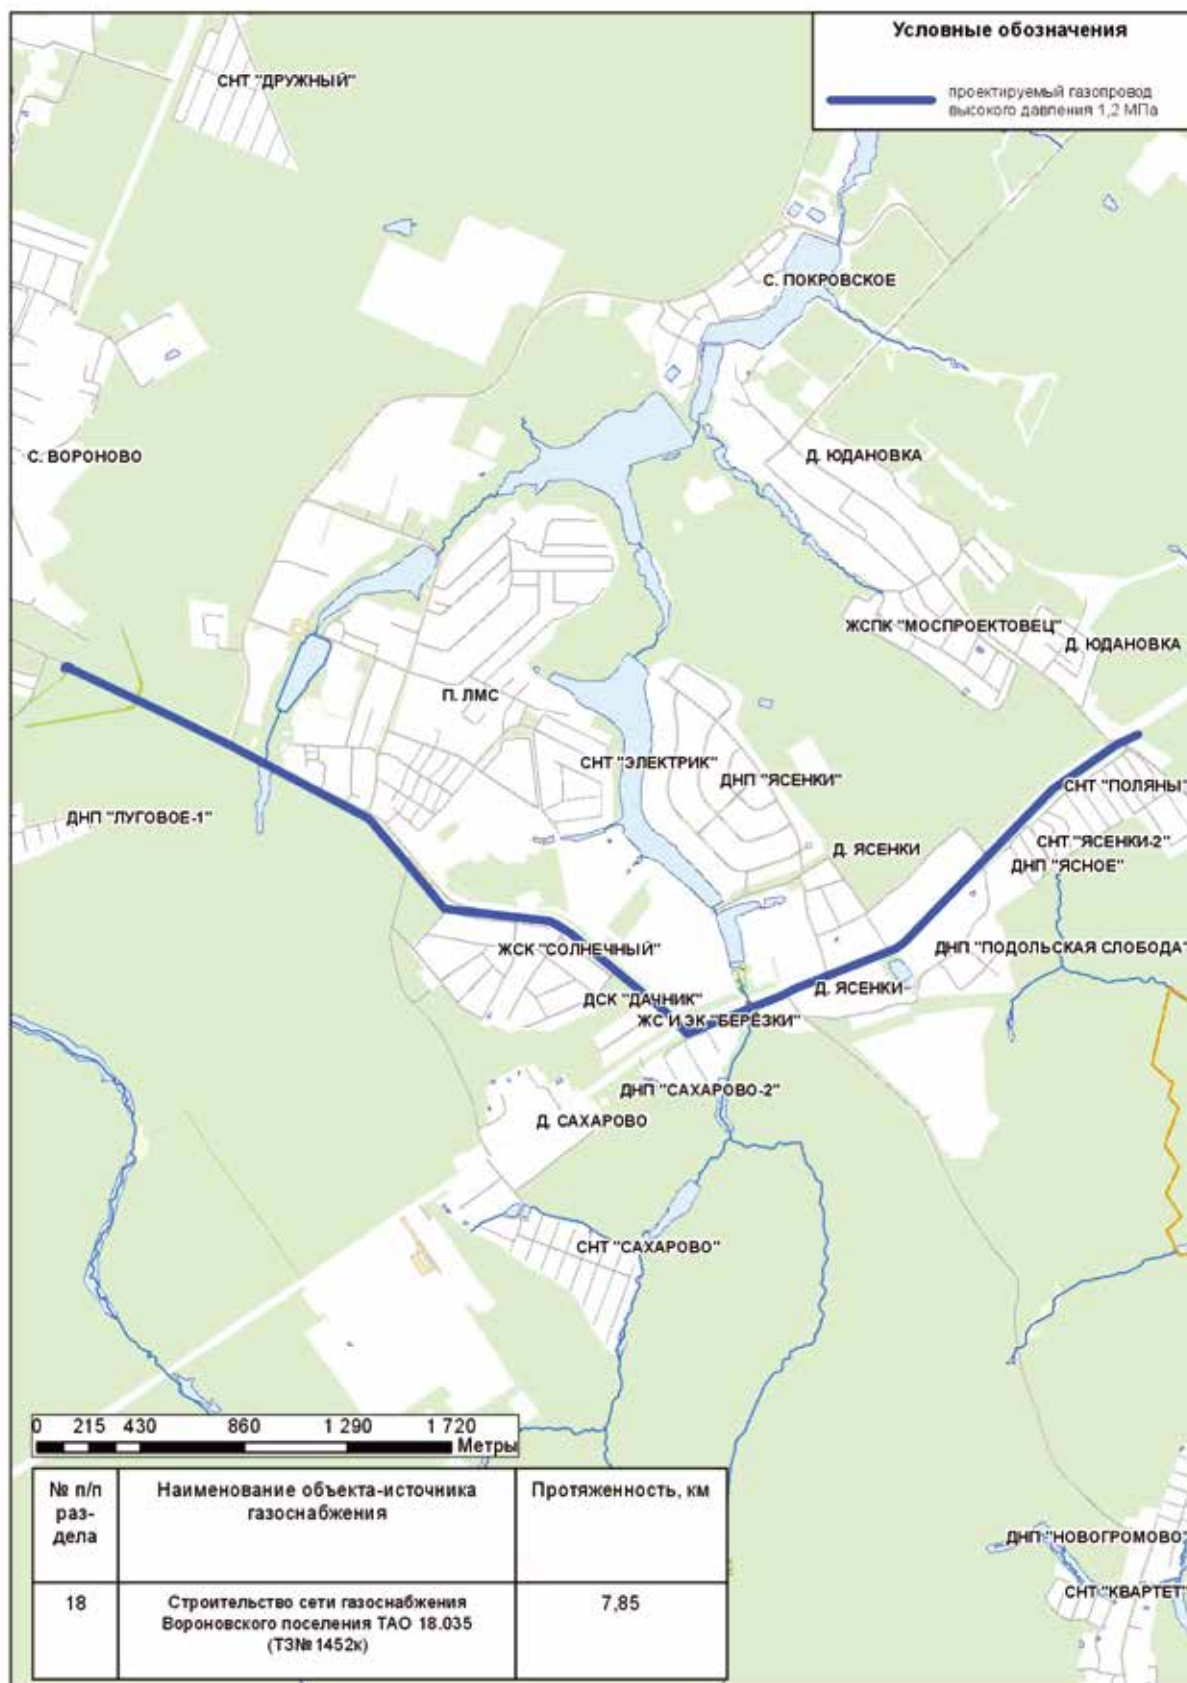 Условные обозначения
проектируемый газопровод
высокого давления 1,2 МПа
СНТ "ДРУЖНЫЙ"
С. ПОКРОВСКОЕ
С. ВОРОНОВО
Д. ЮДАНОВКА
ЖСПК "МОСПРОЕКТОВЕЦ"
Д. ЮДАНОВКА
П. ЛМС
СНТ "ЭЛЕКТРИК"
ДНП "ЯСЕНКИ"
СНТ "ПОЛЯНЫ"
ДНП "ЛУГОВОЕ-1"
СНТ "ЯСЕНКИ-2"
Д. ЯСЕНКИ
ДНП "ЯСНОЕ"
ЖСК "СОЛНЕЧНЫЙ"
ДНП "ПОДОЛЬСКАЯ СЛОБОДА"
Д. ЯСЕНКИ
ДСК "ДАЧНИК"
ЖС И ЭК "БЕРЕЗКИ"
ДНП "САХАРОВО-2"
Д. САХАРОВО
СНТ "САХАРОВО"
0 215 430 860 1 290 1 720
Метры
№ п/п
раз-
дела
Наименование объекта-источника
газоснабжения
Протяженность, км
18
Строительство сети газоснабжения
Вороновского поселения ТАО 18.035
(ТЗ№ 1452к)
7,85
ДНП "НОВОГРОМОВО"
СНТ "КВАРТЕТ"